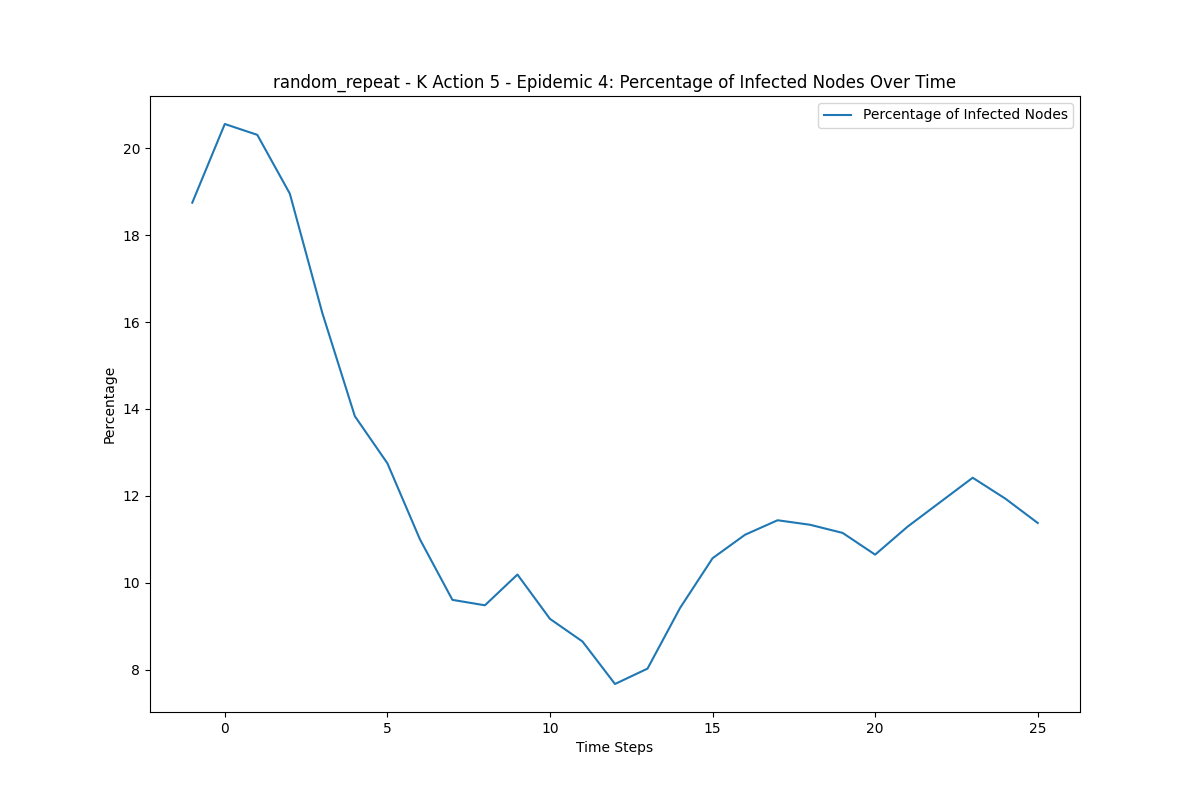 random_repeat - K Action 5 - Epidemic 4: Percentage of Infected Nodes Over Time
Percentage of Infected Nodes
20
18
16
14
12
10
8
Percentage
0 5 10 15 20 25
Time Steps